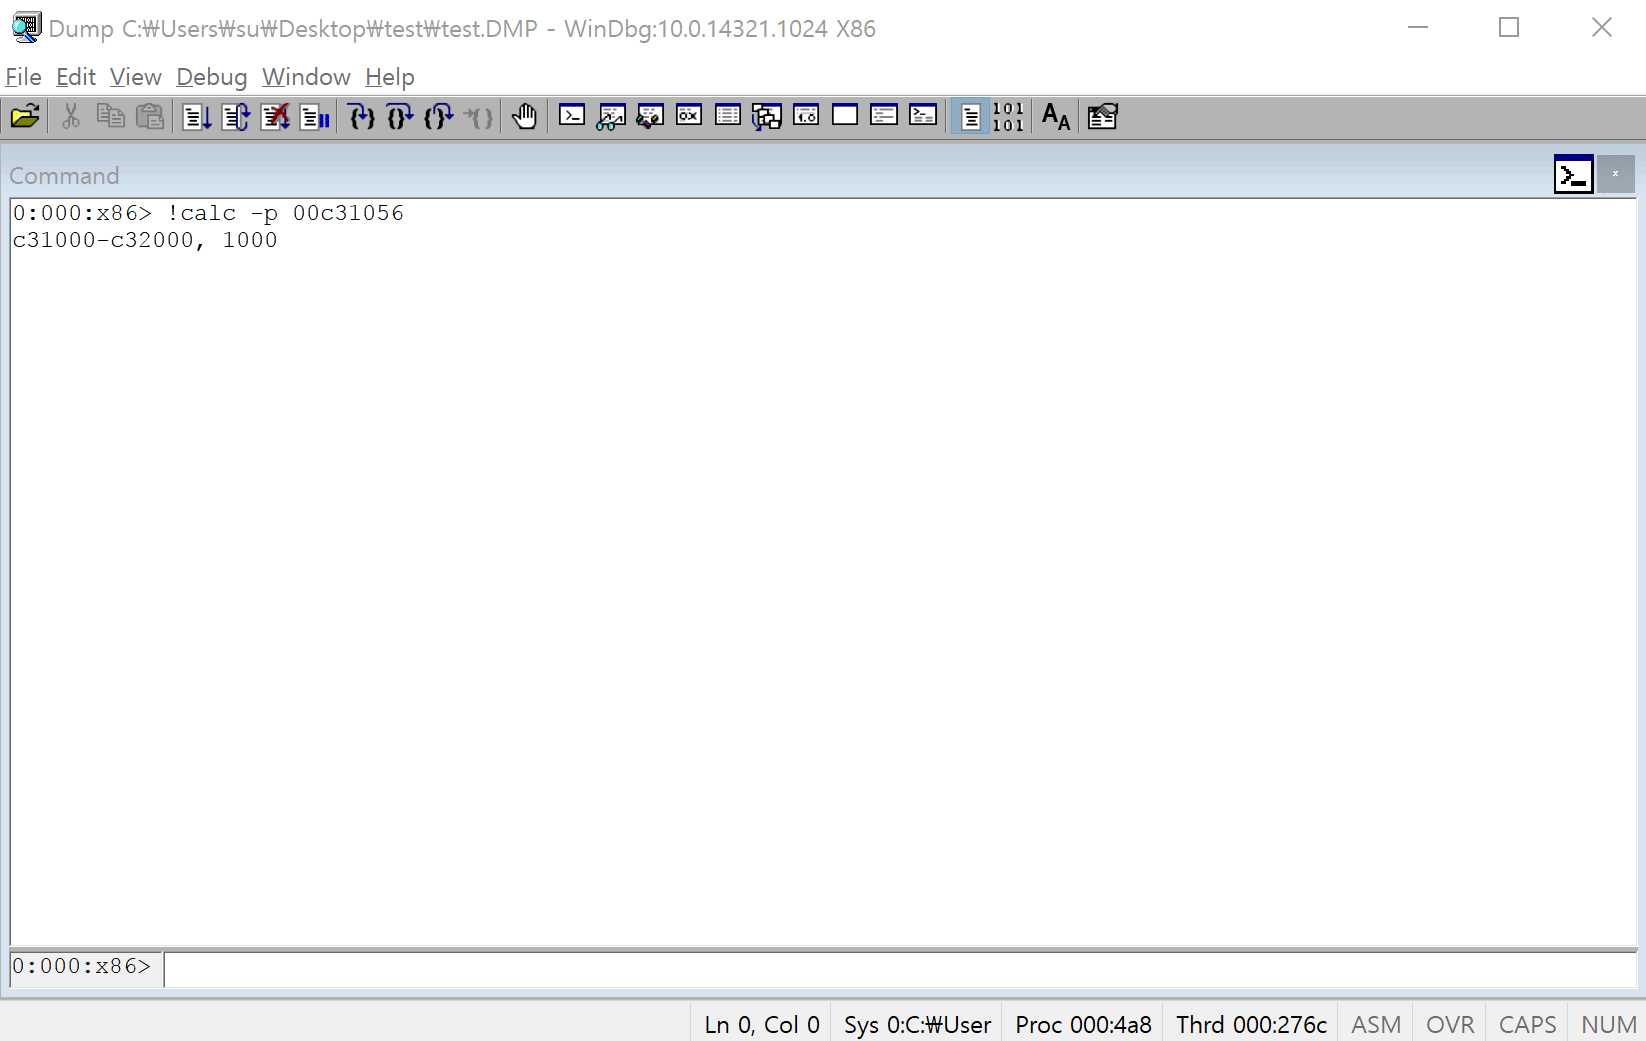 Dump C:₩Users₩su₩Desktop₩test₩test.DMP - WinDbg:10.0.14321.1024 X86
File Edit View Debug Window Help
101
101
AA
Command
0:000:x86> !calc -p 00c31056
c31000-c32000, 1000
0:000:x86>
Ln 0, Col 0 Sys 0:C:₩User Proc 000:4a8 Thrd 000:276c ASM OVR CAPS NUM